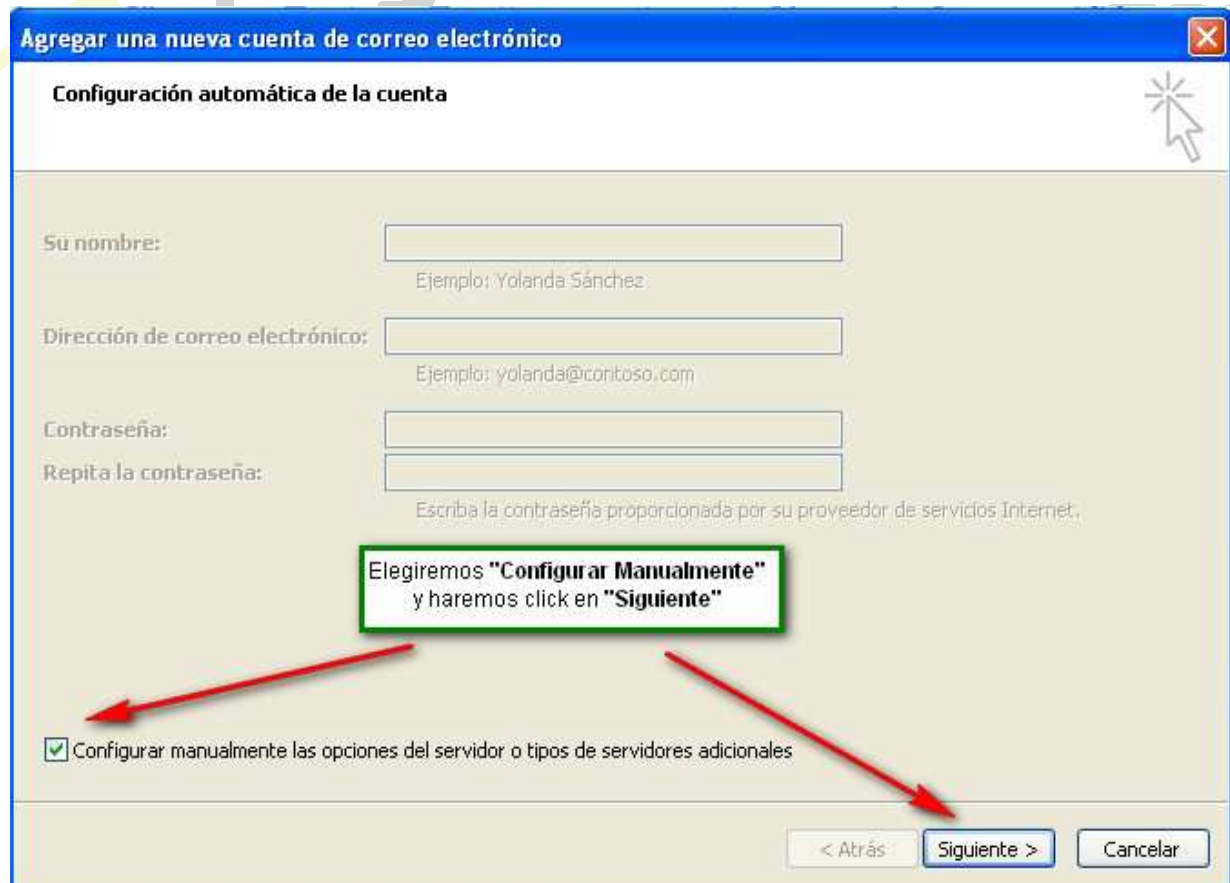 Agregar una nueva cuenta de correo electrónico
Configuración automática de la cuenta
Su nombre:
Ejemplo: Yolanda Sánchez
Dirección de correo electrónico:
Ejemplo: yolanda@contoso.com
Contraseña:
Repita la contraseña:
Escriba la contraseña proporcionada por su proveedor de servicios Internet.
Elegiremos "Configurar Manualmente"
y haremos click en "Siguiente"
Configurar manualmente las opciones del servidor o tipos de servidores adicionales
< Atrás
Siguiente >
Cancelar